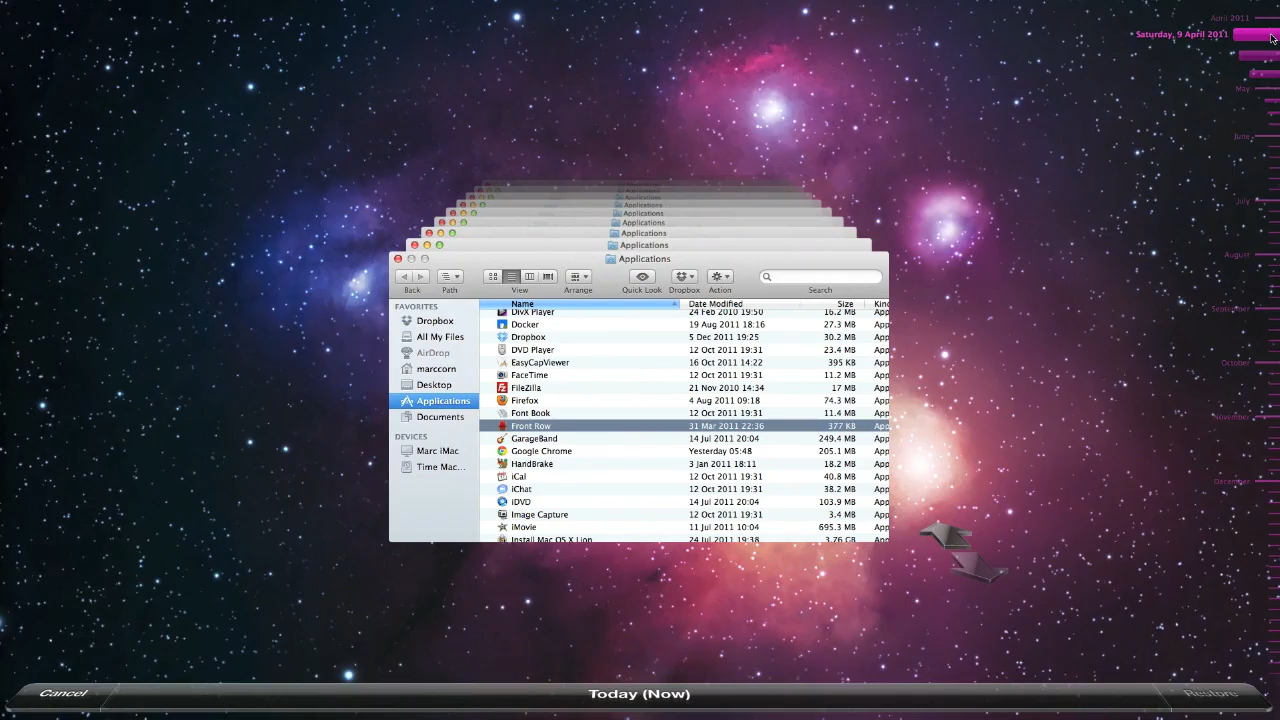 April 2011
Saturday, 9 April 2011
May
June
July
August
September
October
November
December
Applications
Applications
Applications
Applications
Applications
Applications
Applications
Back Path View Arrange Quick Look Dropbox Action Search
FAVORITES
Dropbox
All My Files
AirDrop
marccorn
Desktop
Applications
Documents
DEVICES
Marc iMac
Time Mac...
Name Date Modified Size Kind
DivX Player 24 Feb 2010 19:50 16.2 MB App
Docker 19 Aug 2011 18:16 27.3 MB App
Dropbox 5 Dec 2011 19:25 30.2 MB App
DVD Player 12 Oct 2011 19:31 23.4 MB App
EasyCapViewer 16 Oct 2011 14:22 395 KB App
FaceTime 12 Oct 2011 19:31 11.2 MB App
FileZilla 21 Nov 2010 14:34 17 MB App
Firefox 4 Aug 2011 09:18 74.3 MB App
Font Book 12 Oct 2011 19:31 11.4 MB App
Front Row 31 Mar 2011 22:36 377 KB App
GarageBand 14 Jul 2011 20:04 249.4 MB App
Google Chrome Yesterday 05:48 205.1 MB App
HandBrake 3 Jan 2011 18:11 18.2 MB App
iCal 12 Oct 2011 19:31 40.8 MB App
iChat 12 Oct 2011 19:31 38.2 MB App
iDVD 14 Jul 2011 20:04 103.9 MB App
Image Capture 12 Oct 2011 19:31 3.4 MB App
iMovie 11 Jul 2011 10:04 695.3 MB App
Install Mac OS X Lion 24 Jul 2011 19:38 3.76 GB App
Cancel
Today (Now)
Restore